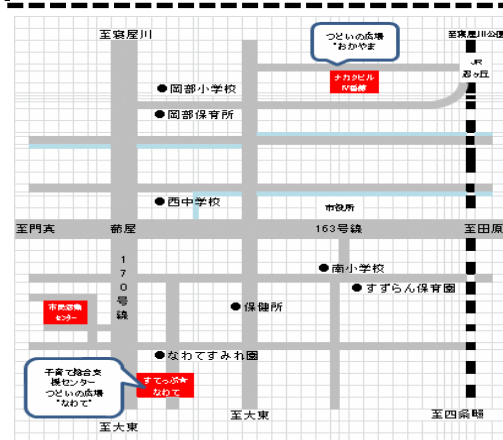 至寝屋川
つどいの広場
"おかやま
至寝屋川公園
JR
忍ヶ丘
ナカタビル
Ⅳ番館
●岡部小学校
●岡部保育所
●西中学校
市役所
至門真
蔀屋
163号線
至田原
170号線
●南小学校
●すずらん保育園
市民活動
センター
●保健所
●なわてすみれ園
子育て総合支
援センター
つどいの広場
"なわて"
すてっぷ★
なわて
至大東
至大東
至四條畷